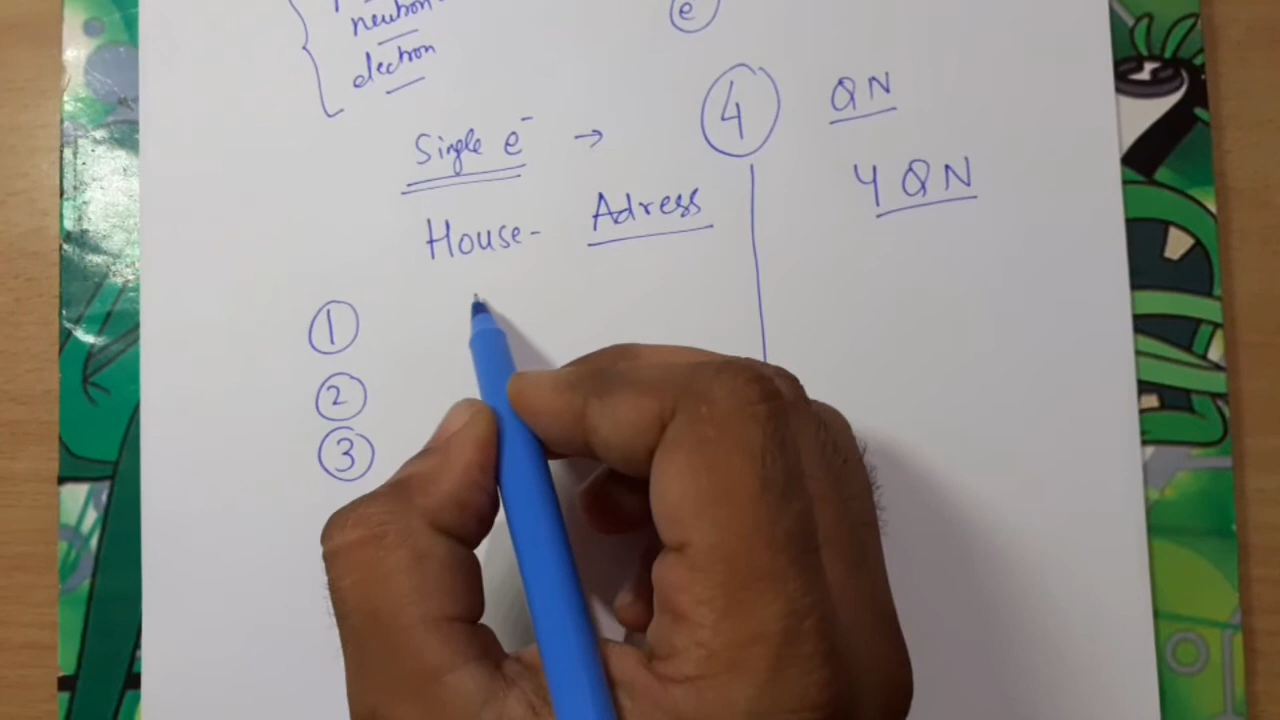 neutron
electron
e
Single e⁻ → 4 QN
House- Adress 4 QN
1
2
3